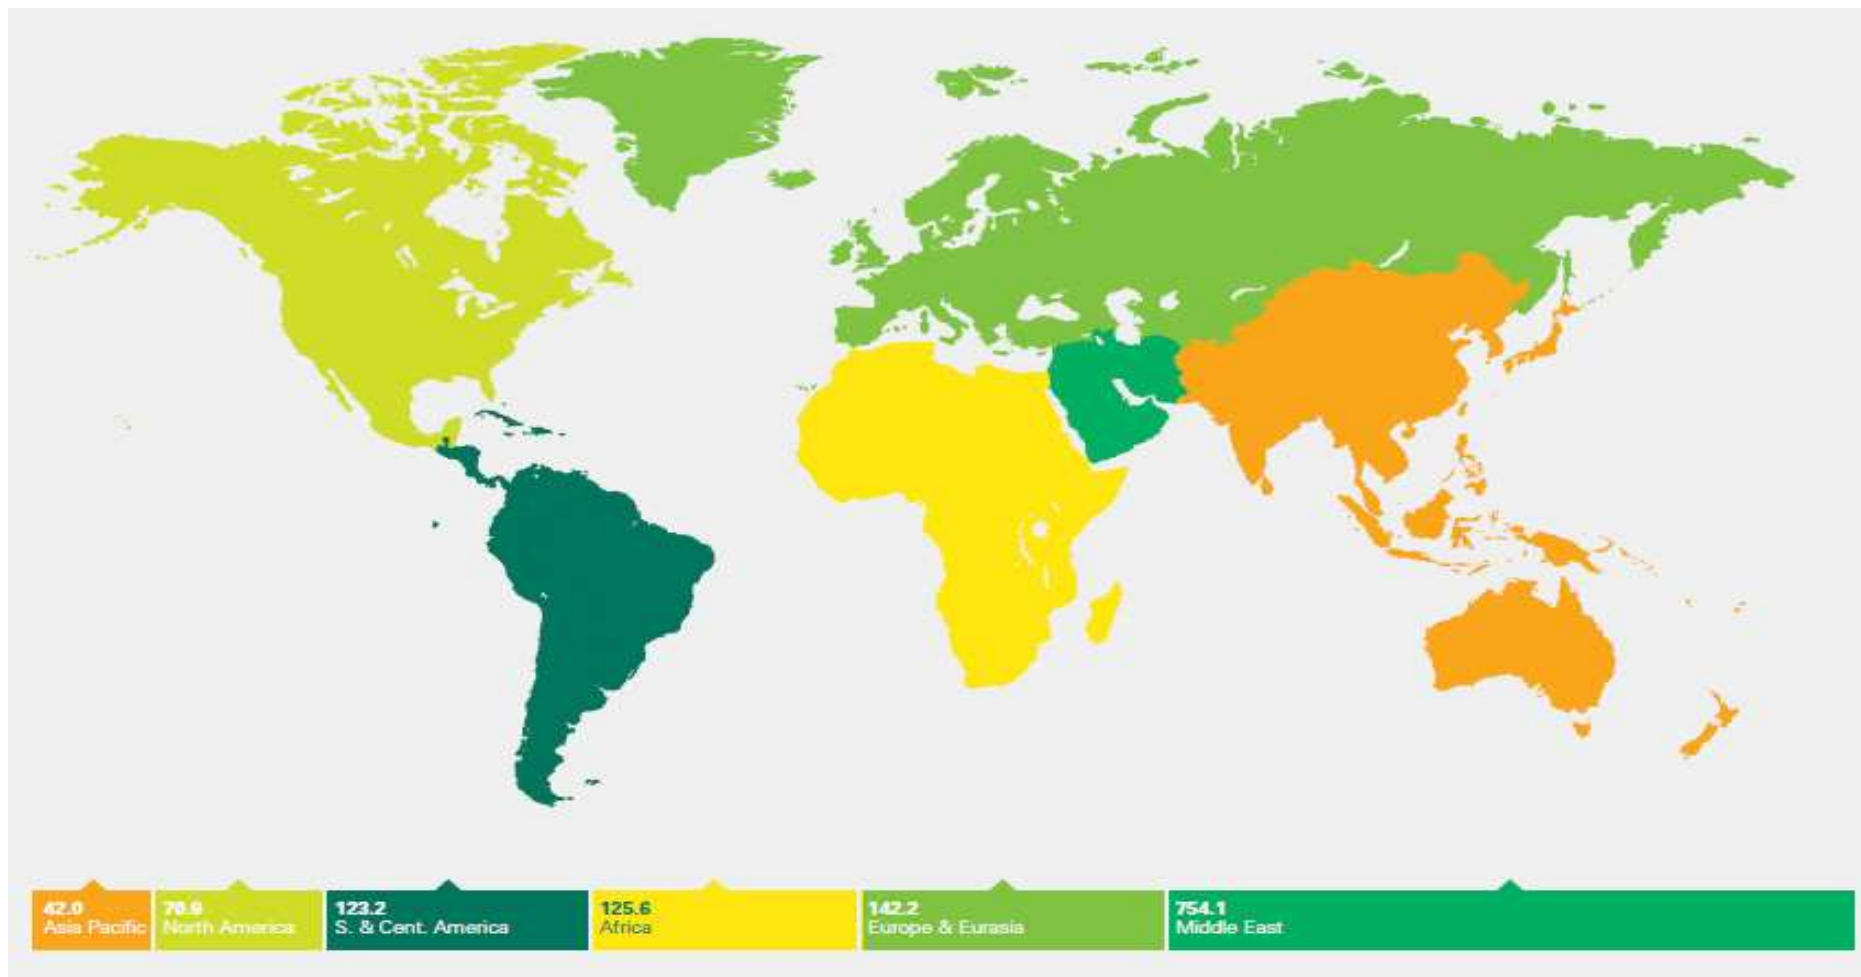 42.0
Asia Pacific
70.9
North America
123.2
S. & Cent. America
125.6
Africa
142.2
Europe & Eurasia
754.1
Middle East